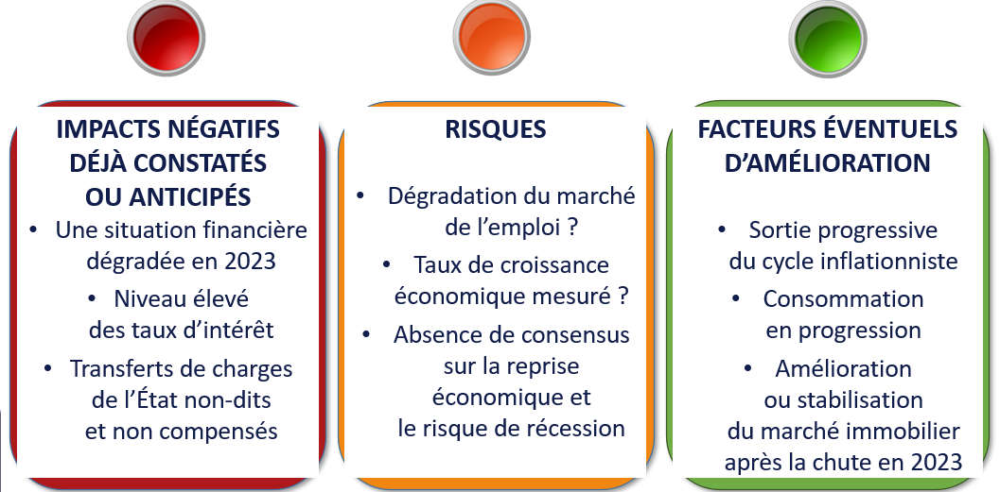 IMPACTS NÉGATIFS
DÉJÀ CONSTATÉS
OU ANTICIPÉS
• Une situation financière
dégradée en 2023
• Niveau élevé
des taux d’intérêt
• Transferts de charges
de l’État non-dits
et non compensés
RISQUES
• Dégradation du marché
de l’emploi ?
• Taux de croissance
économique mesuré ?
• Absence de consensus
sur la reprise
économique et
le risque de récession
FACTEURS ÉVENTUELS
D’AMÉLIORATION
• Sortie progressive
du cycle inflationniste
• Consommation
en progression
• Amélioration
ou stabilisation
du marché immobilier
après la chute en 2023